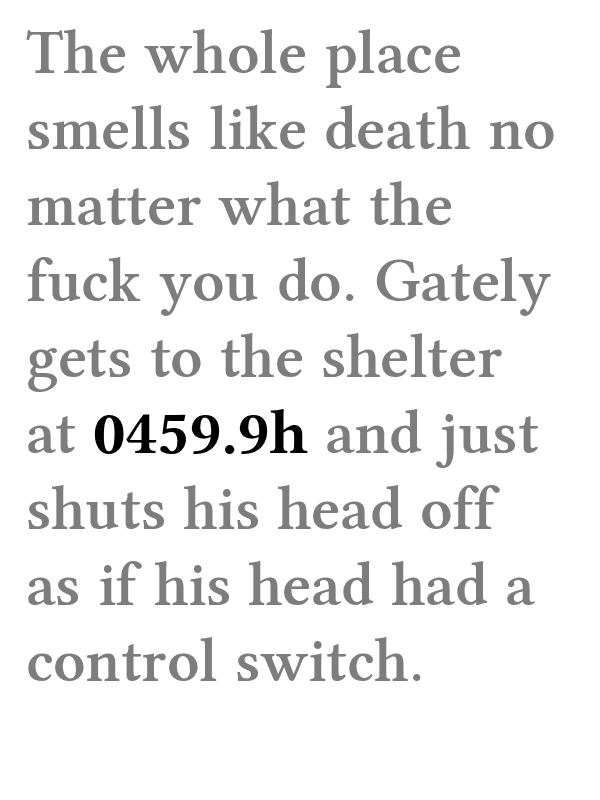 The whole place
smells like death no
matter what the
fuck you do. Gately
gets to the shelter
at 0459.9h and just
shuts his head off
as if his head had a
control switch.